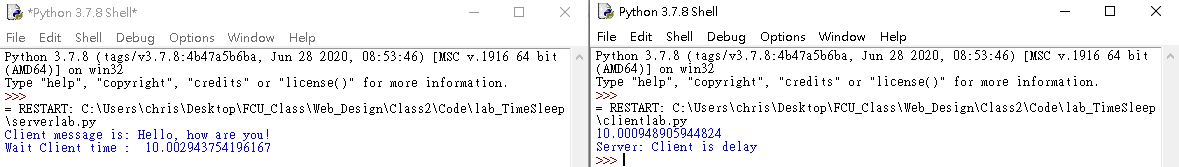 *Python 3.7.8 Shell*
File Edit Shell Debug Options Window Help
Python 3.7.8 (tags/v3.7.8:4b47a5b6ba, Jun 28 2020, 08:53:46) [MSC v.1916 64 bit
(AMD64)] on win32
Type "help", "copyright", "credits" or "license()" for more information.
>>>
= RESTART: C:\Users\chris\Desktop\FCU_Class\Web_Design\Class2\Code\lab_TimeSleep
\serverlab.py
Client message is: Hello, how are you!
Wait Client time :  10.002943754196167
Python 3.7.8 Shell
File Edit Shell Debug Options Window Help
Python 3.7.8 (tags/v3.7.8:4b47a5b6ba, Jun 28 2020, 08:53:46) [MSC v.1916 64 bit
(AMD64)] on win32
Type "help", "copyright", "credits" or "license()" for more information.
>>>
= RESTART: C:\Users\chris\Desktop\FCU_Class\Web_Design\Class2\Code\lab_TimeSleep
\clientlab.py
10.000948905944824
Server: Client is delay
>>>